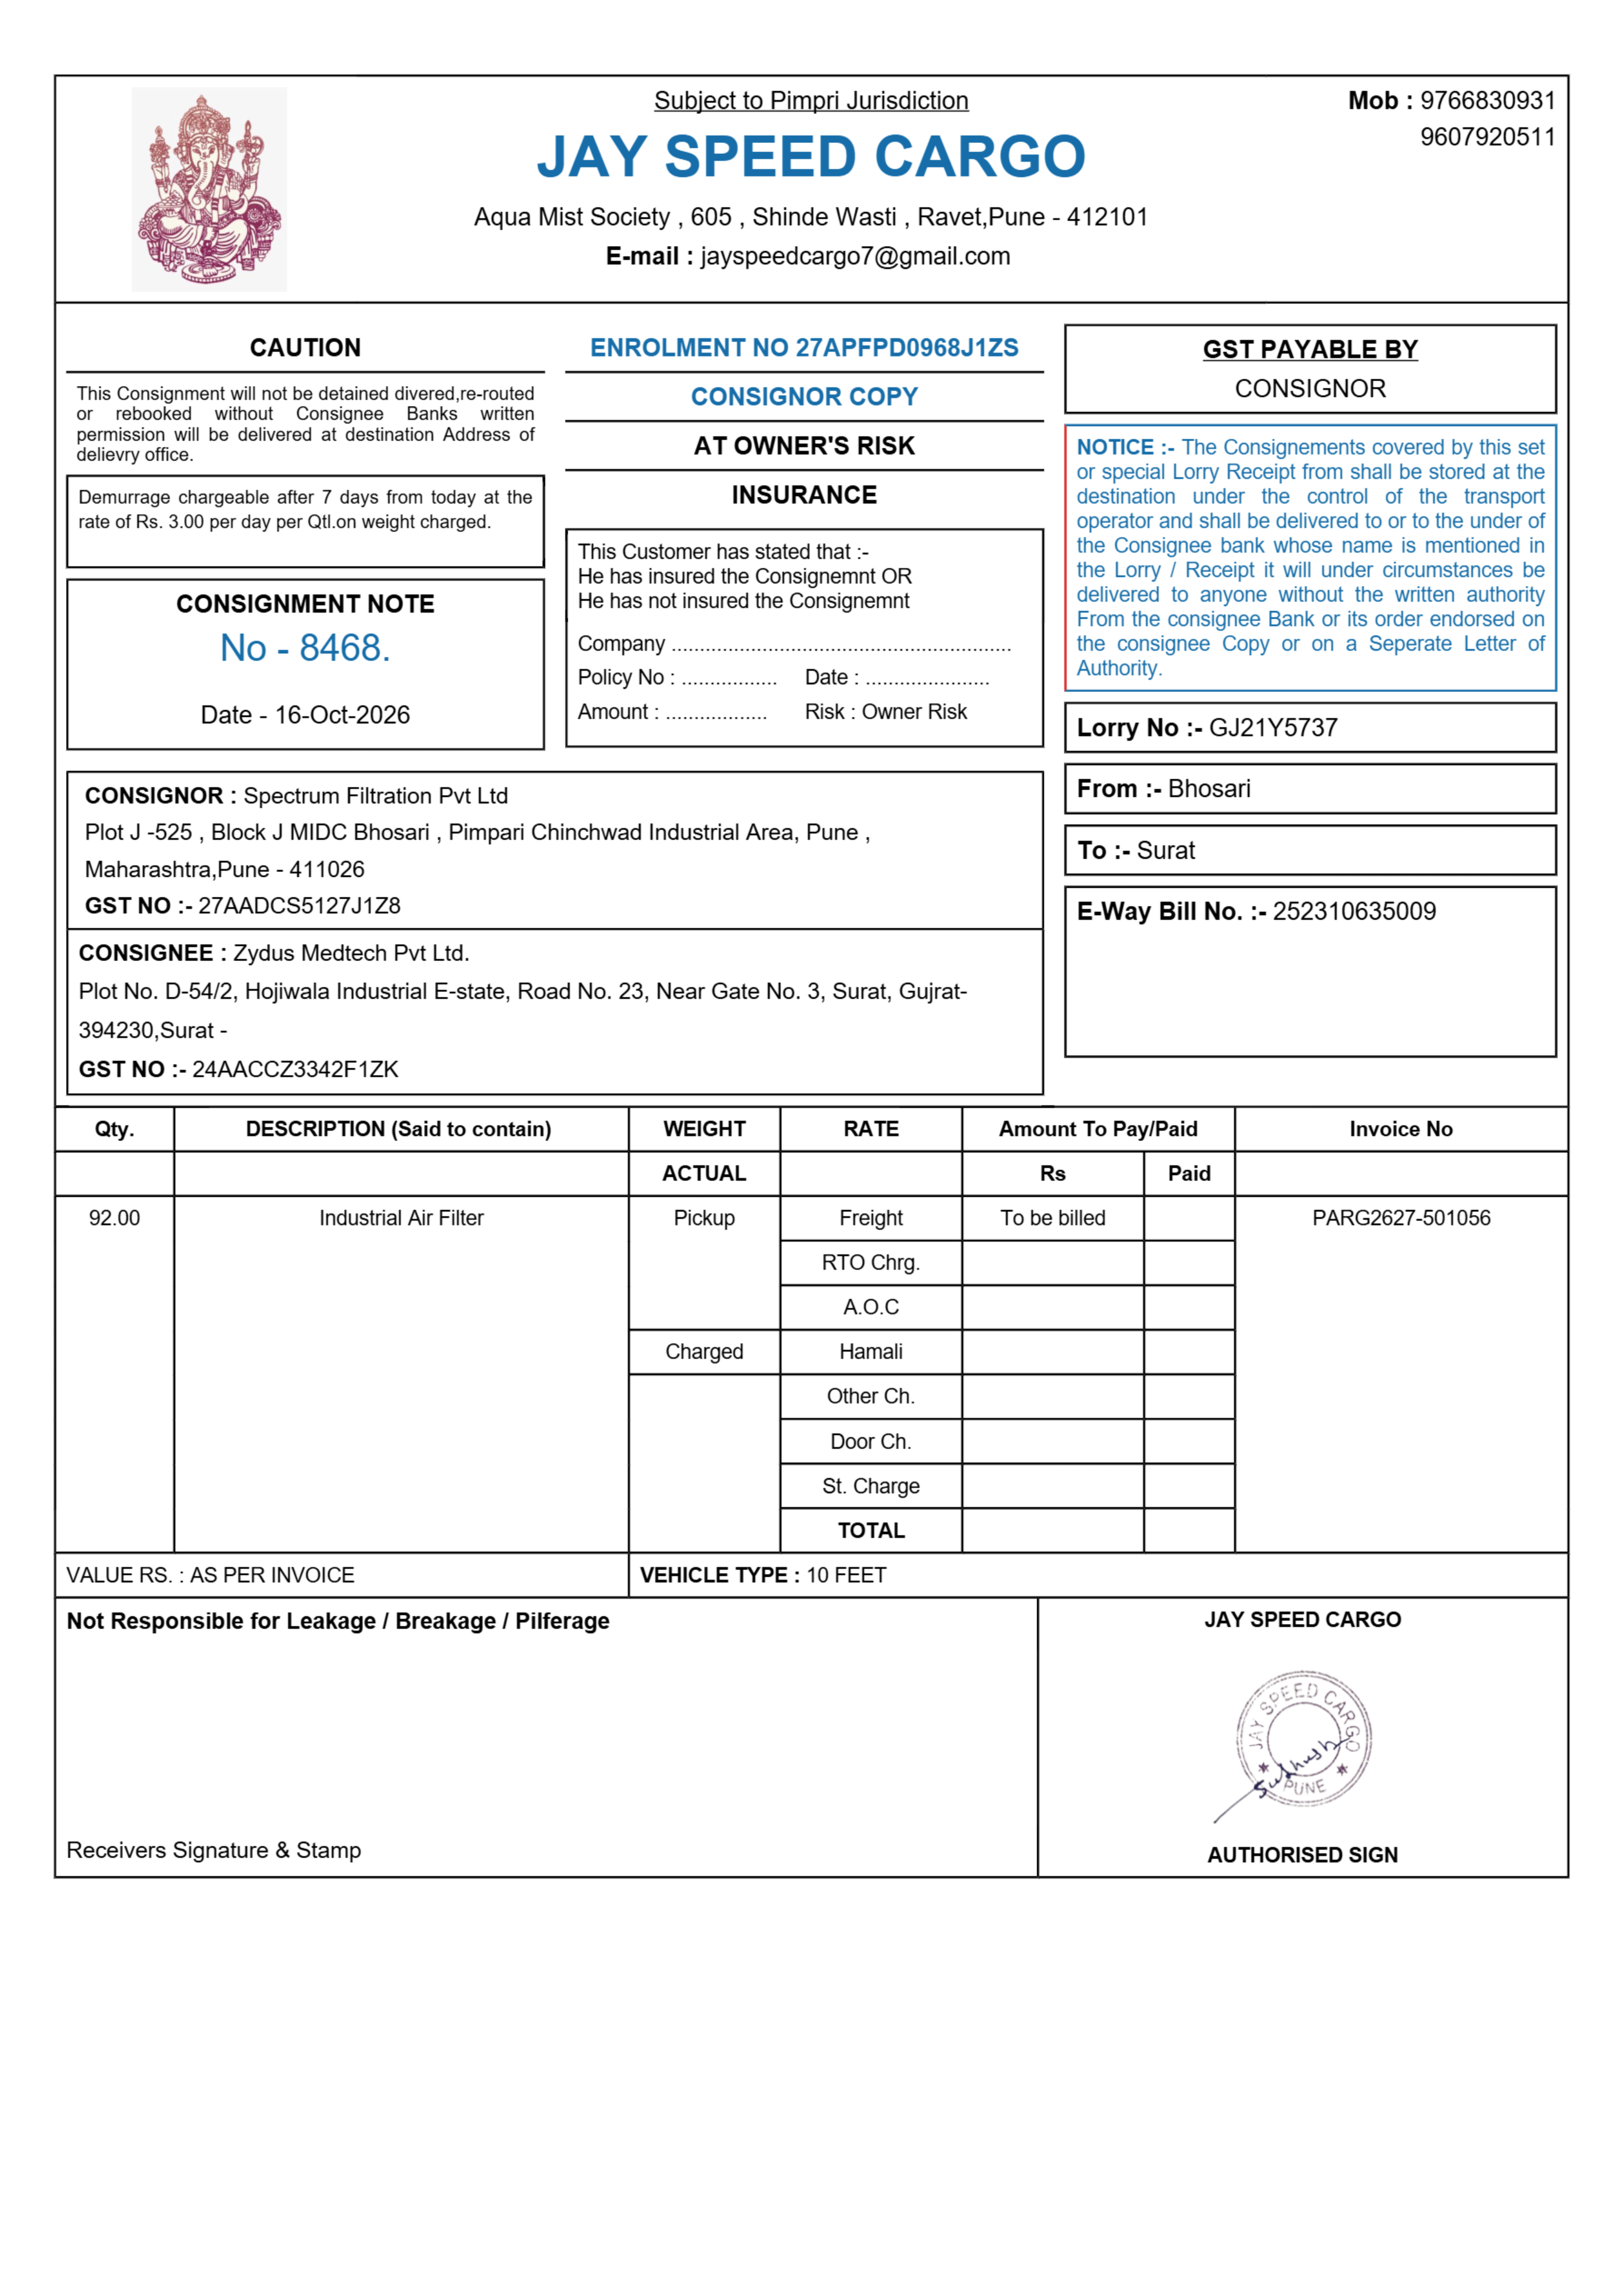 Subject to Pimpri Jurisdiction
JAY SPEED CARGO
Aqua Mist Society , 605 , Shinde Wasti , Ravet,Pune - 412101
E-mail : jayspeedcargo7@gmail.com
Mob : 9766830931
9607920511
CAUTION
This Consignment will not be detained divered,re-routed
or rebooked without Consignee Banks written
permission will be delivered at destination Address of
delievry office.
Demurrage chargeable after 7 days from today at the
rate of Rs. 3.00 per day per Qtl.on weight charged.
CONSIGNMENT NOTE
No - 8468.
Date - 16-Oct-2026
ENROLMENT NO 27APFPD0968J1ZS
CONSIGNOR COPY
AT OWNER'S RISK
INSURANCE
This Customer has stated that :-
He has insured the Consignemnt OR
He has not insured the Consignemnt
Company ............................................................
Policy No : ................. Date : ......................
Amount : .................. Risk : Owner Risk
GST PAYABLE BY
CONSIGNOR
NOTICE :- The Consignements covered by this set
or special Lorry Receipt from shall be stored at the
destination under the control of the transport
operator and shall be delivered to or to the under of
the Consignee bank whose name is mentioned in
the Lorry / Receipt it will under circumstances be
delivered to anyone without the written authority
From the consignee Bank or its order endorsed on
the consignee Copy or on a Seperate Letter of
Authority.
Lorry No :- GJ21Y5737
From :- Bhosari
To :- Surat
E-Way Bill No. :- 252310635009
CONSIGNOR : Spectrum Filtration Pvt Ltd
Plot J -525 , Block J MIDC Bhosari , Pimpari Chinchwad Industrial Area, Pune ,
Maharashtra,Pune - 411026
GST NO :- 27AADCS5127J1Z8
CONSIGNEE : Zydus Medtech Pvt Ltd.
Plot No. D-54/2, Hojiwala Industrial E-state, Road No. 23, Near Gate No. 3, Surat, Gujrat-
394230,Surat -
GST NO :- 24AACCZ3342F1ZK
Qty. DESCRIPTION (Said to contain) WEIGHT RATE Amount To Pay/Paid Invoice No
ACTUAL Rs Paid
92.00 Industrial Air Filter Pickup Freight To be billed PARG2627-501056
RTO Chrg.
A.O.C
Charged Hamali
Other Ch.
Door Ch.
St. Charge
TOTAL
VALUE RS. : AS PER INVOICE VEHICLE TYPE : 10 FEET
Not Responsible for Leakage / Breakage / Pilferage
Receivers Signature & Stamp
JAY SPEED CARGO
JAY SPEED CARGO
PUNE
AUTHORISED SIGN